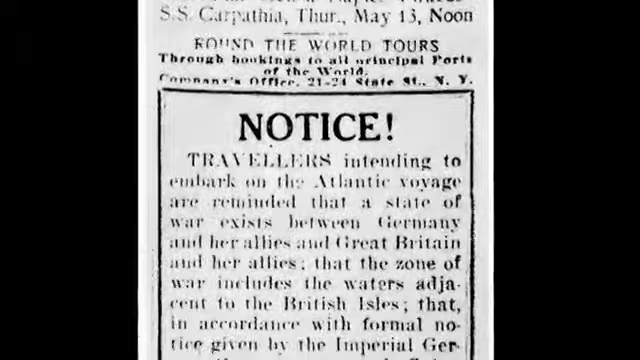 S.S. Carpathia, Thur., May 13, Noon
ROUND THE WORLD TOURS
Through bookings to all principal Ports
of the World.
Company's Office, 21-24 State St., N. Y.
NOTICE!
TRAVELLERS intending to
embark on the Atlantic voyage
are reminded that a state of
war exists between Germany
and her allies and Great Britain
and her allies; that the zone of
war includes the waters adja-
cent to the British Isles; that,
in accordance with formal no-
tice given by the Imperial Ger-